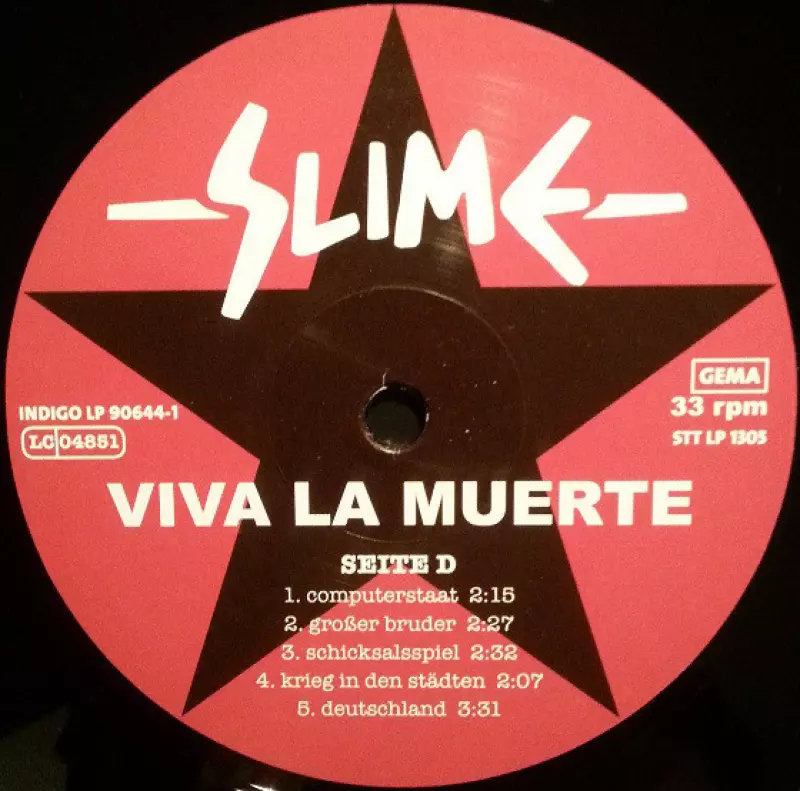 SLIME
GEMA
INDIGO LP 90644-1
33 rpm
LC 04851
STT LP 1305
VIVA LA MUERTE
SEITE D
1. computerstaat 2:15
2. großer bruder 2:27
3. schicksalsspiel 2:32
4. krieg in den städten 2:07
5. deutschland 3:31